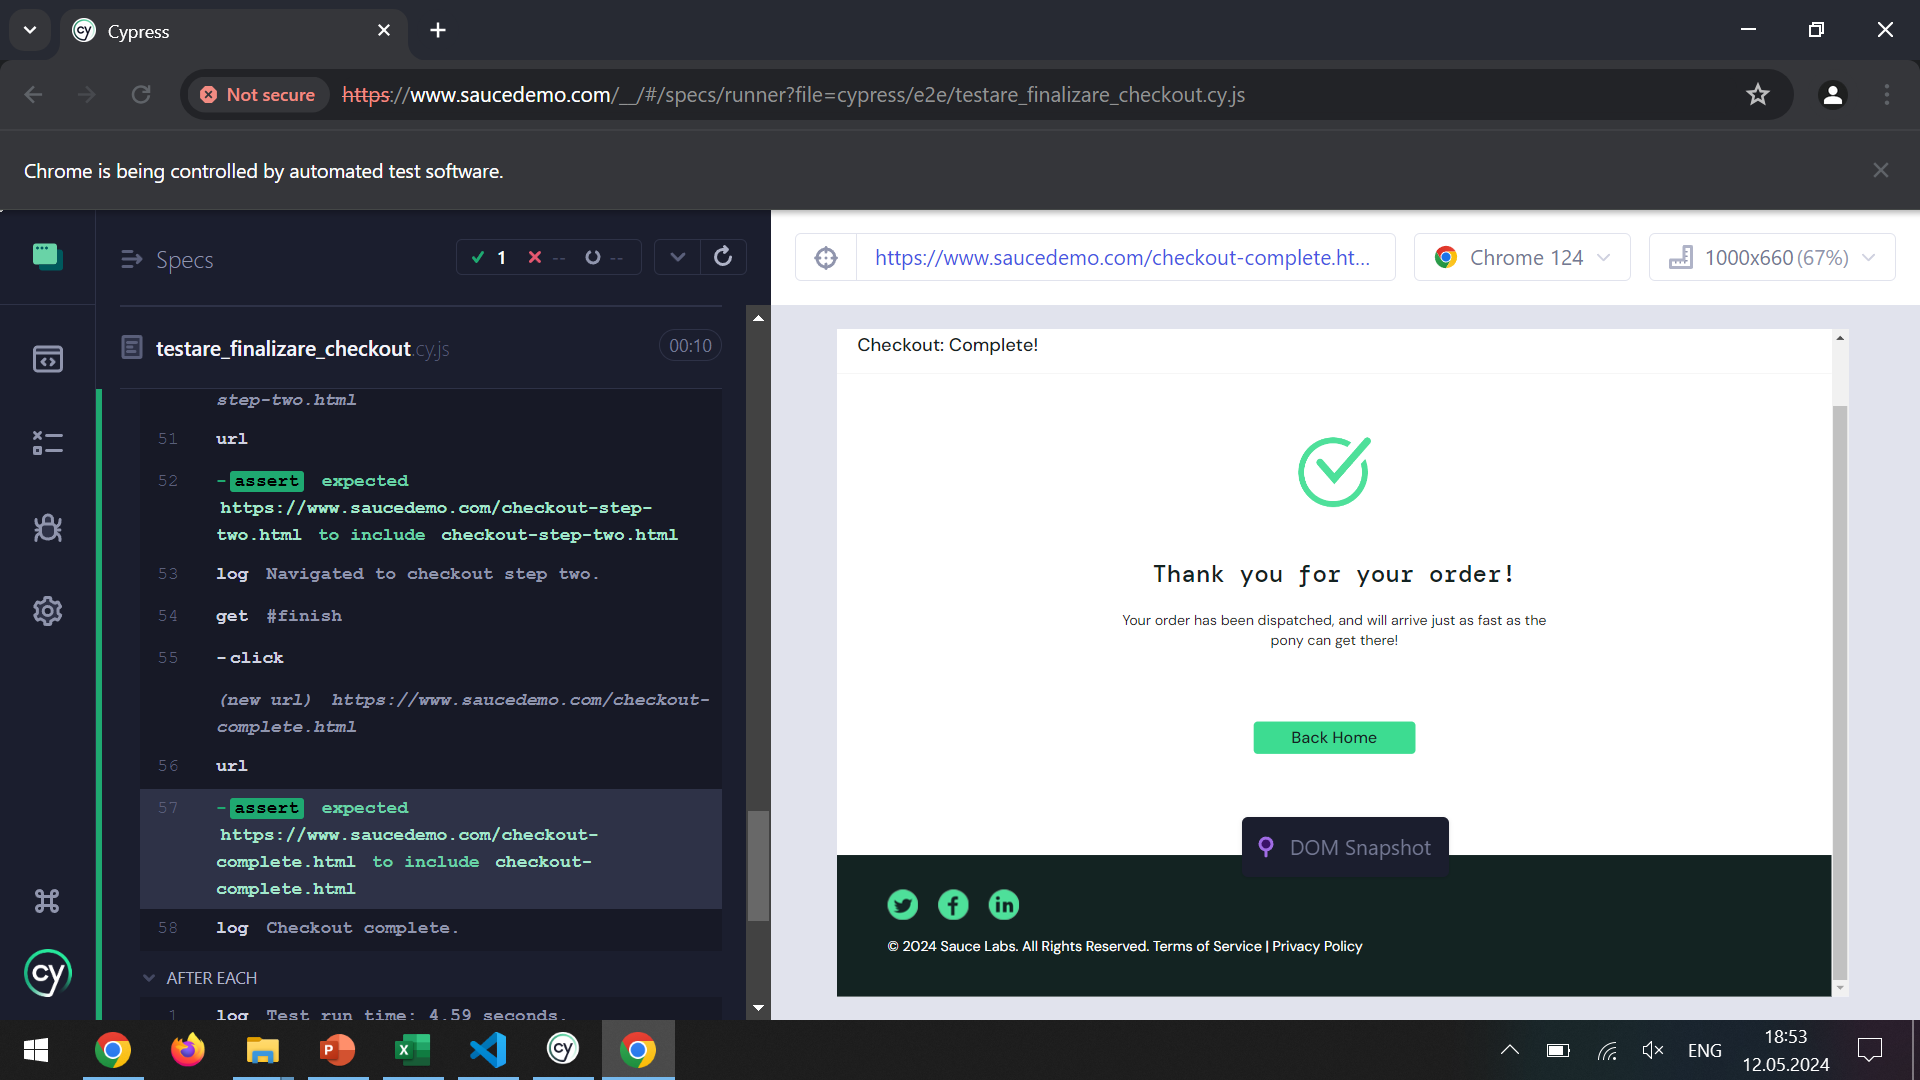 Cypress
Not secure
https://www.saucedemo.com/__/#/specs/runner?file=cypress/e2e/testare_finalizare_checkout.cy.js
Chrome is being controlled by automated test software.
Specs
1 -- --
testare_finalizare_checkout.cy.js 00:10
step-two.html
51 url
52 -assert expected
https://www.saucedemo.com/checkout-step-
two.html to include checkout-step-two.html
53 log Navigated to checkout step two.
54 get #finish
55 -click
(new url) https://www.saucedemo.com/checkout-
complete.html
56 url
57 -assert expected
https://www.saucedemo.com/checkout-
complete.html to include checkout-
complete.html
58 log Checkout complete.
AFTER EACH
1 log Test run time: 4.59 seconds.
cy
https://www.saucedemo.com/checkout-complete.ht...
Chrome 124
1000x660 (67%)
Checkout: Complete!
Thank you for your order!
Your order has been dispatched, and will arrive just as fast as the
pony can get there!
Back Home
DOM Snapshot
© 2024 Sauce Labs. All Rights Reserved. Terms of Service | Privacy Policy
ENG
18:53
12.05.2024